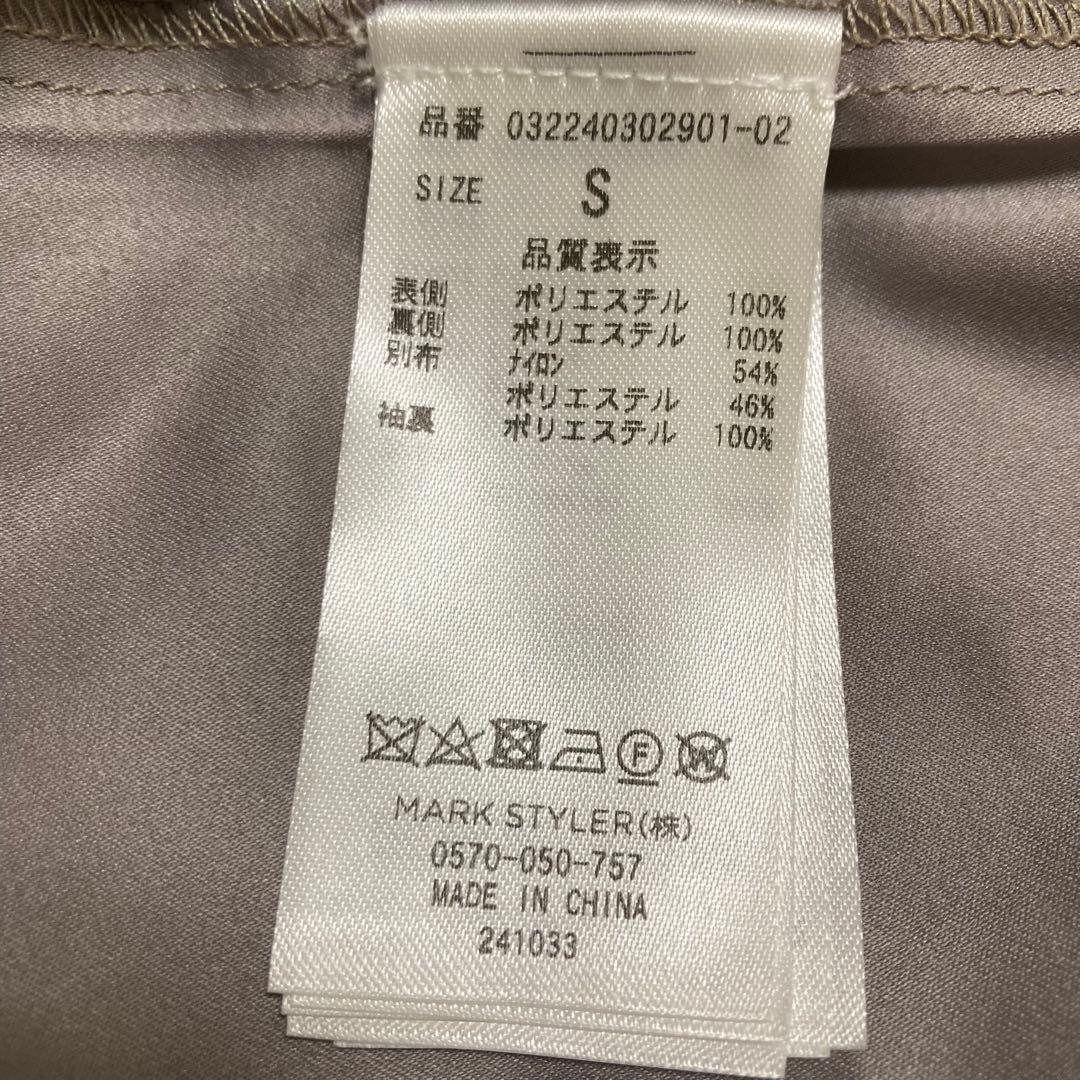 品番 032240302901-02
SIZE S
品質表示
表側 ポリエステル 100%
裏側 ポリエステル 100%
別布 ﾅｲﾛﾝ 54%
ポリエステル 46%
袖裏 ポリエステル 100%
F W
MARK STYLER(株)
0570-050-757
MADE IN CHINA
241033